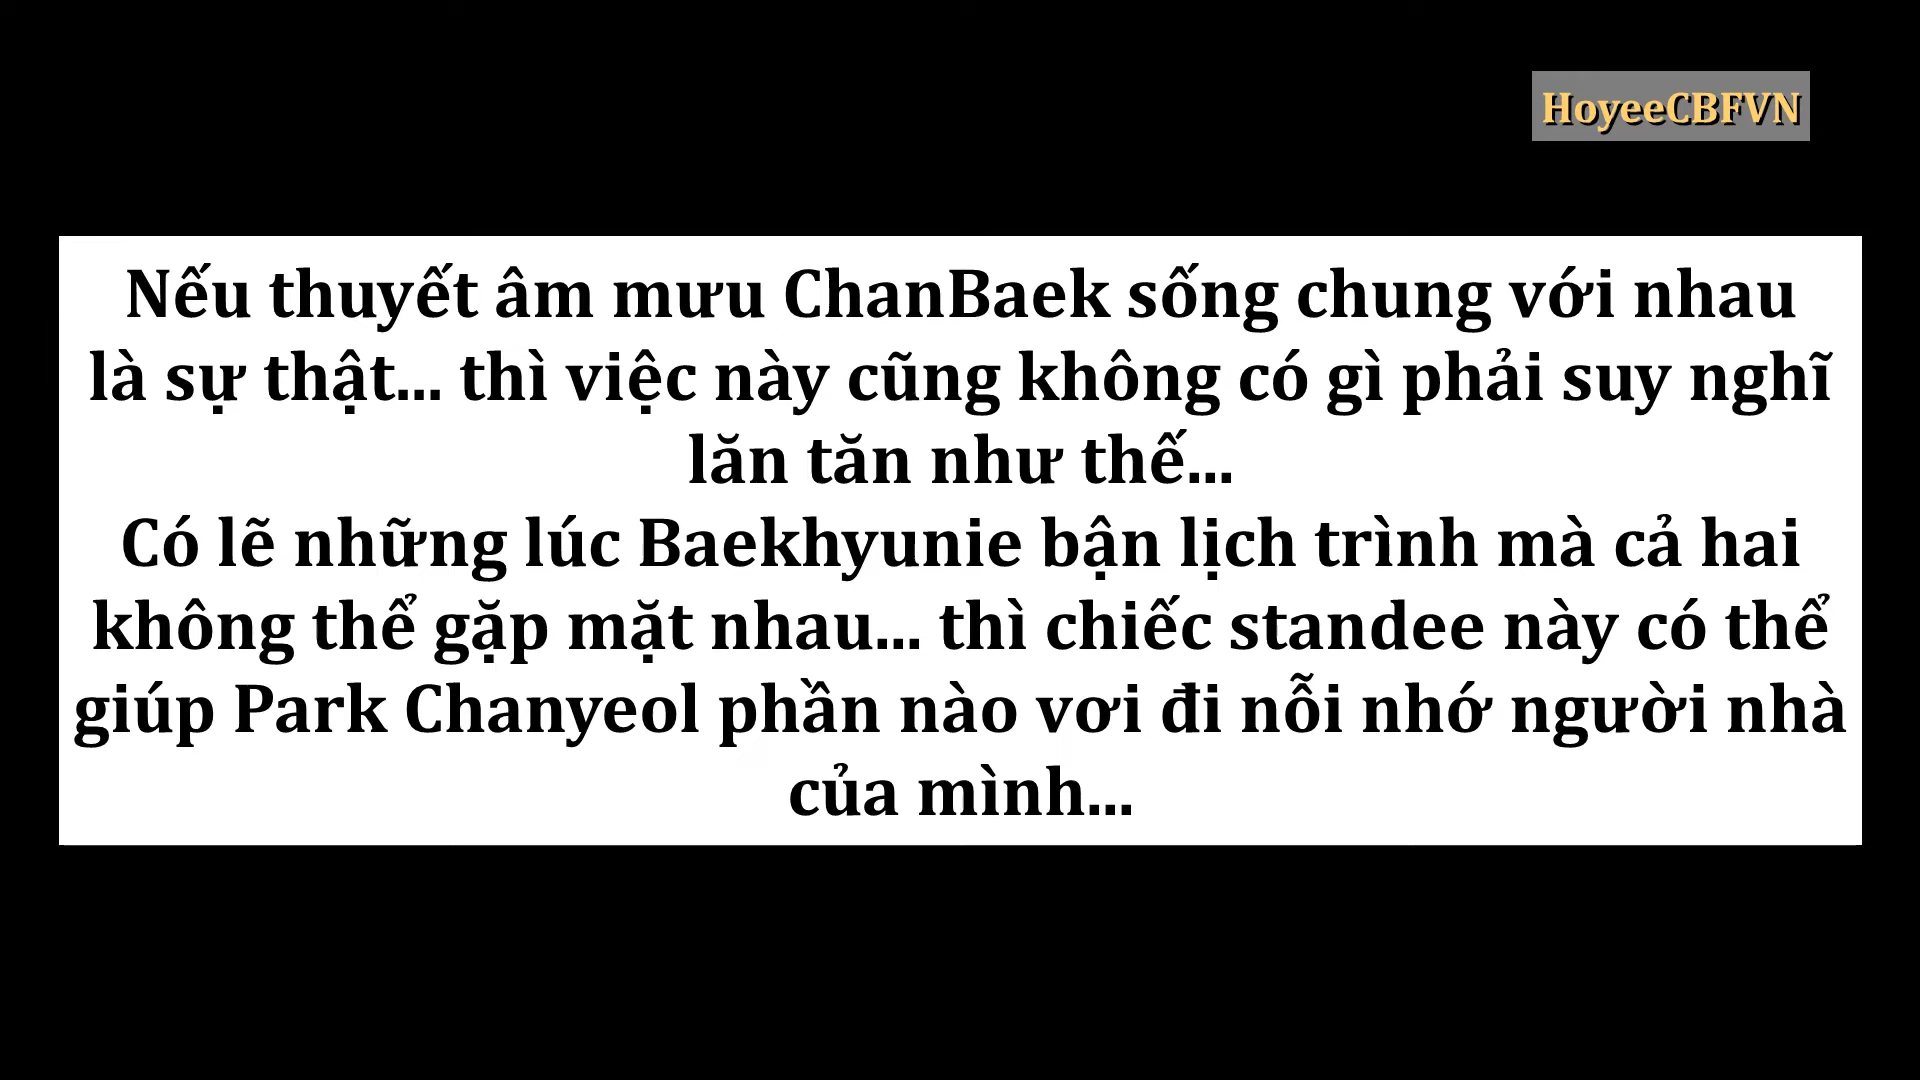 HoyeeCBFVN
Nếu thuyết âm mưu ChanBaek sống chung với nhau
là sự thật... thì việc này cũng không có gì phải suy nghĩ
lăn tăn như thế...
Có lẽ những lúc Baekhyunie bận lịch trình mà cả hai
không thể gặp mặt nhau... thì chiếc standee này có thể
giúp Park Chanyeol phần nào vơi đi nỗi nhớ người nhà
của mình...